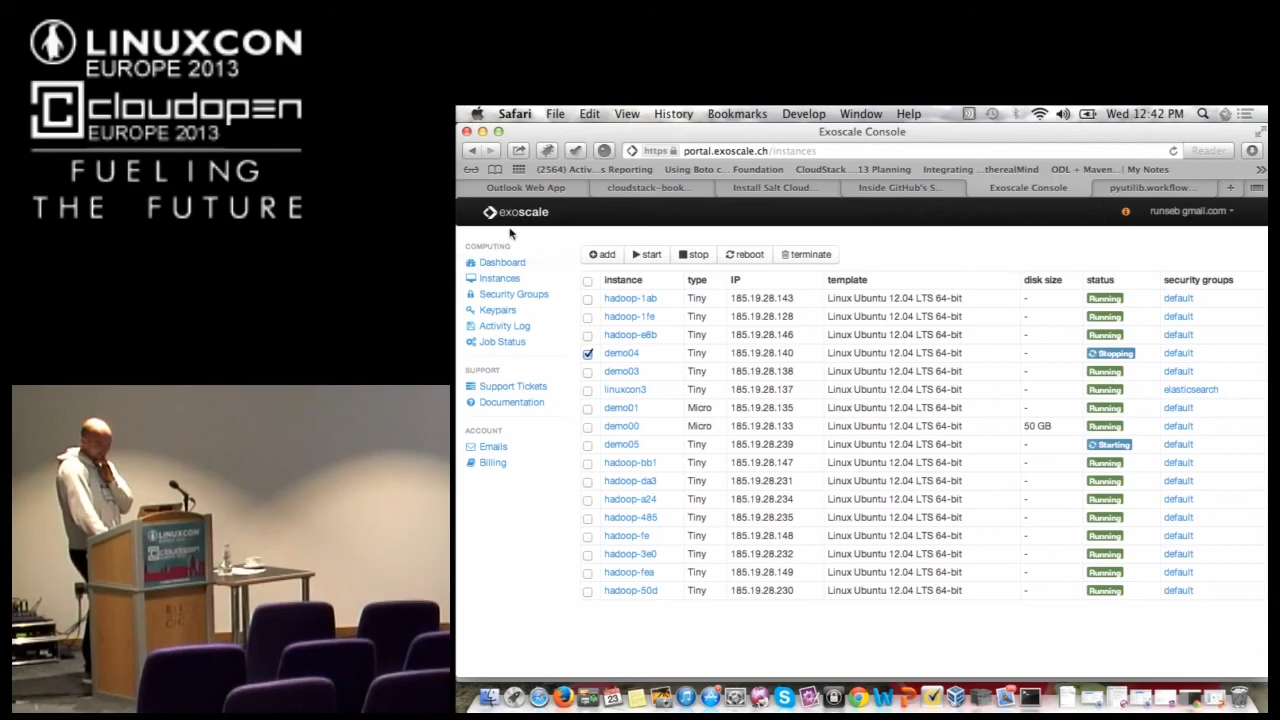 LINUXCON
EUROPE 2013
cloudopen
EUROPE 2013
FUELING
THE FUTURE
Safari File Edit View History Bookmarks Develop Window Help Wed 12:42 PM
Exoscale Console
https portal.exoscale.ch/instances Reader
(2564) Activ...s Reporting Using Boto c... Foundation CloudStack ...13 Planning Integrating ...therealMind ODL + Maven...) My Notes
Outlook Web App cloudstack-book... Install Salt Cloud... Inside GitHub's S... Exoscale Console pyutilib.workflow...
exoscale runseb gmail.com
COMPUTING
Dashboard
Instances
Security Groups
Keypairs
Activity Log
Job Status
SUPPORT
Support Tickets
Documentation
ACCOUNT
Emails
Billing
add start stop reboot terminate
instance type IP template disk size status security groups
hadoop-1ab Tiny 185.19.28.143 Linux Ubuntu 12.04 LTS 64-bit - Running default
hadoop-1fe Tiny 185.19.28.128 Linux Ubuntu 12.04 LTS 64-bit - Running default
hadoop-e8b Tiny 185.19.28.146 Linux Ubuntu 12.04 LTS 64-bit - Running default
demo04 Tiny 185.19.28.140 Linux Ubuntu 12.04 LTS 64-bit - Stopping default
demo03 Tiny 185.19.28.138 Linux Ubuntu 12.04 LTS 64-bit - Running default
linuxcon3 Tiny 185.19.28.137 Linux Ubuntu 12.04 LTS 64-bit - Running elasticsearch
demo01 Micro 185.19.28.135 Linux Ubuntu 12.04 LTS 64-bit - Running default
demo00 Micro 185.19.28.133 Linux Ubuntu 12.04 LTS 64-bit 50 GB Running default
demo05 Tiny 185.19.28.239 Linux Ubuntu 12.04 LTS 64-bit - Starting default
hadoop-bb1 Tiny 185.19.28.147 Linux Ubuntu 12.04 LTS 64-bit - Running default
hadoop-da3 Tiny 185.19.28.231 Linux Ubuntu 12.04 LTS 64-bit - Running default
hadoop-a24 Tiny 185.19.28.234 Linux Ubuntu 12.04 LTS 64-bit - Running default
hadoop-485 Tiny 185.19.28.235 Linux Ubuntu 12.04 LTS 64-bit - Running default
hadoop-fe Tiny 185.19.28.148 Linux Ubuntu 12.04 LTS 64-bit - Running default
hadoop-3e0 Tiny 185.19.28.232 Linux Ubuntu 12.04 LTS 64-bit - Running default
hadoop-fea Tiny 185.19.28.149 Linux Ubuntu 12.04 LTS 64-bit - Running default
hadoop-50d Tiny 185.19.28.230 Linux Ubuntu 12.04 LTS 64-bit - Running default
LINUXCON
cloudopen
23